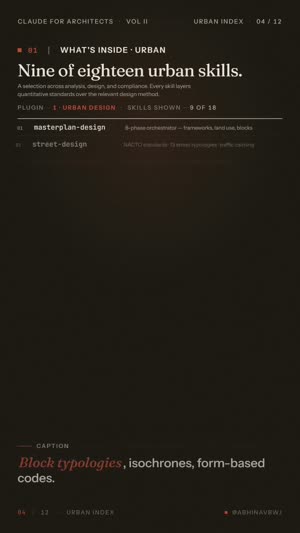 CLAUDE FOR ARCHITECTS · VOL II
URBAN INDEX · 04 / 12
01 | WHAT'S INSIDE · URBAN
Nine of eighteen urban skills.
A selection across analysis, design, and compliance. Every skill layers
quantitative standards over the relevant design method.
PLUGIN · 1 · URBAN DESIGN · SKILLS SHOWN · 9 OF 18
01 masterplan-design 8-phase orchestrator — frameworks, land use, blocks
02 street-design NACTO standards · 13 street typologies · traffic calming
CAPTION
Block typologies, isochrones, form-based
codes.
04 / 12 · URBAN INDEX
@ABHINAVBWJ